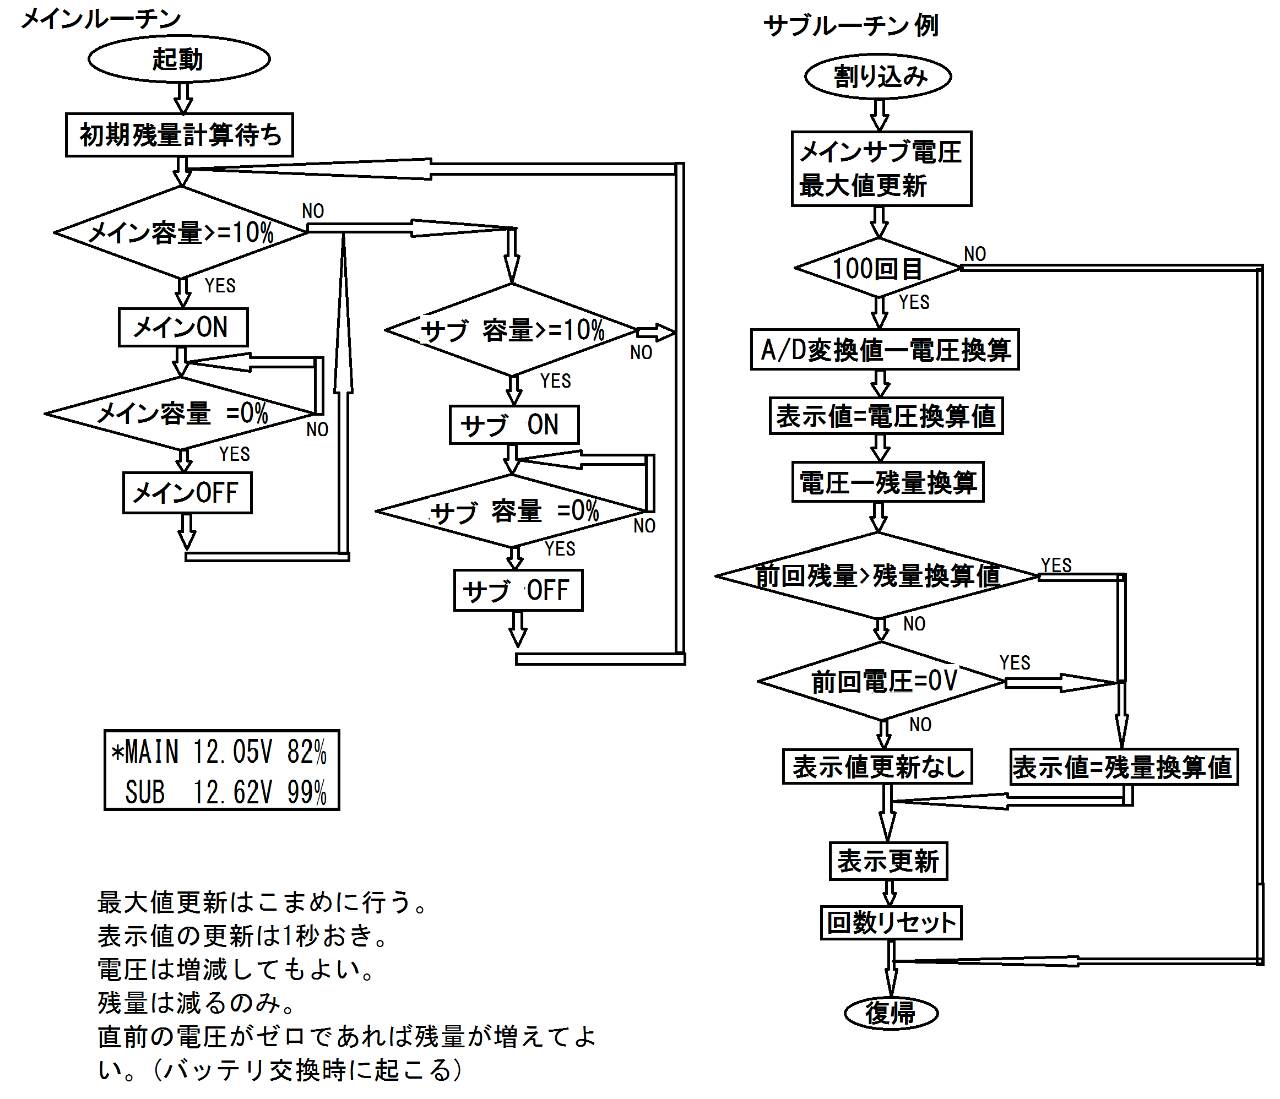 メインルーチン
起動
初期残量計算待ち
メイン容量>=10%
NO
YES
メインON
メイン容量 =0%
NO
YES
メインOFF
サブ 容量>=10%
NO
YES
サブ ON
サブ 容量 =0%
NO
YES
サブ OFF
*MAIN 12.05V 82%
SUB 12.62V 99%
最大値更新はこまめに行う。
表示値の更新は1秒おき。
電圧は増減してもよい。
残量は減るのみ。
直前の電圧がゼロであれば残量が増えてよ
い。(バッテリ交換時に起こる)
サブルーチン例
割り込み
メインサブ電圧
最大値更新
100回目
NO
YES
A/D変換値ー電圧換算
表示値=電圧換算値
電圧ー残量換算
前回残量>残量換算値
YES
NO
前回電圧=0V
YES
NO
表示値更新なし
表示値=残量換算値
表示更新
回数リセット
復帰